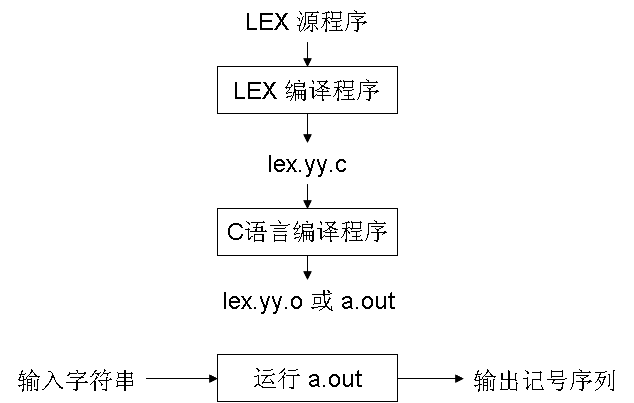 LEX 源程序
LEX 编译程序
lex.yy.c
C语言编译程序
lex.yy.o 或 a.out
输入字符串 运行 a.out 输出记号序列